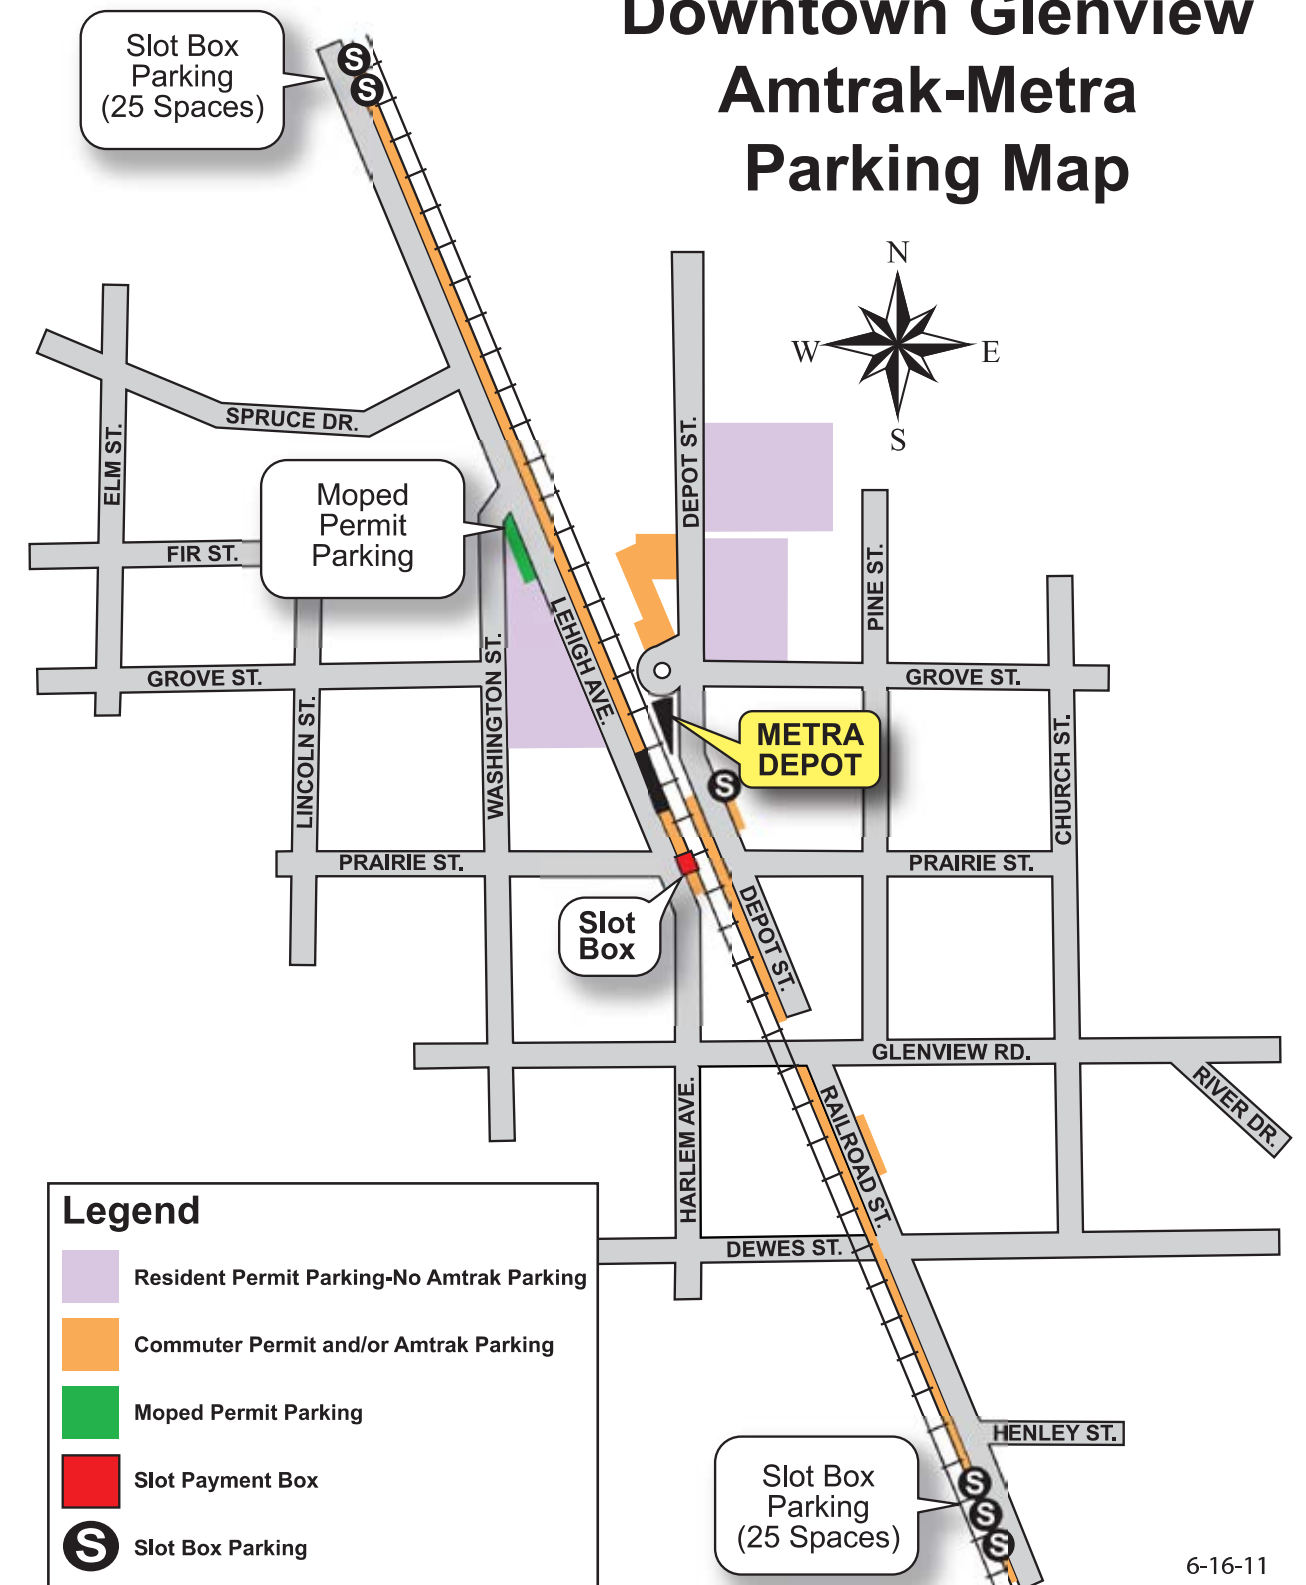 Downtown Glenview
Amtrak-Metra
Parking Map
Slot Box
Parking
(25 Spaces)
N
W
E
S
S
S
SPRUCE DR.
ELM ST.
DEPOT ST.
Moped
Permit
Parking
FIR ST.
PINE ST.
LEHIGH AVE.
GROVE ST.
WASHINGTON ST.
GROVE ST.
LINCOLN ST.
CHURCH ST.
METRA
DEPOT
S
PRAIRIE ST.
PRAIRIE ST.
Slot
Box
DEPOT ST.
GLENVIEW RD.
RIVER DR.
HARLEM AVE.
RAILROAD ST.
DEWES ST.
HENLEY ST.
Slot Box
Parking
(25 Spaces)
S
S
S
Legend
Resident Permit Parking-No Amtrak Parking
Commuter Permit and/or Amtrak Parking
Moped Permit Parking
Slot Payment Box
S Slot Box Parking
6-16-11